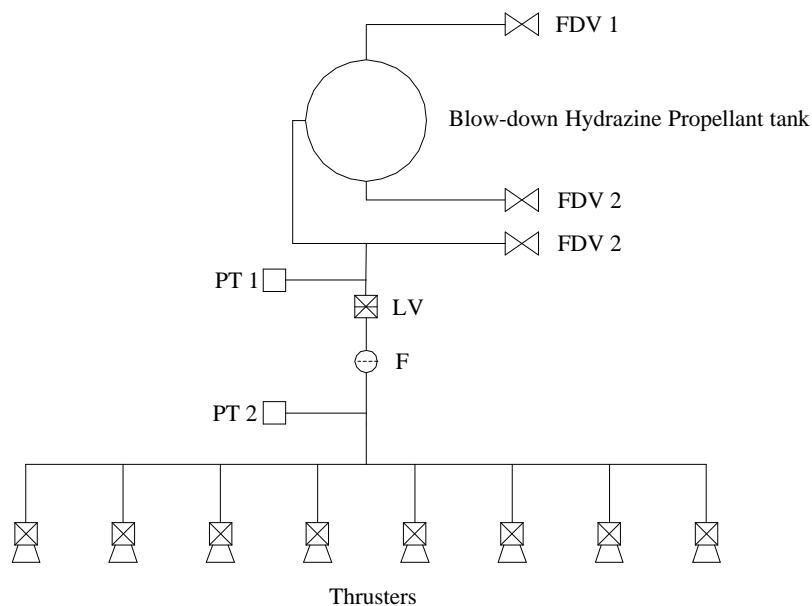 FDV 1
Blow-down Hydrazine Propellant tank
FDV 2
FDV 2
PT 1
LV
F
PT 2
Thrusters